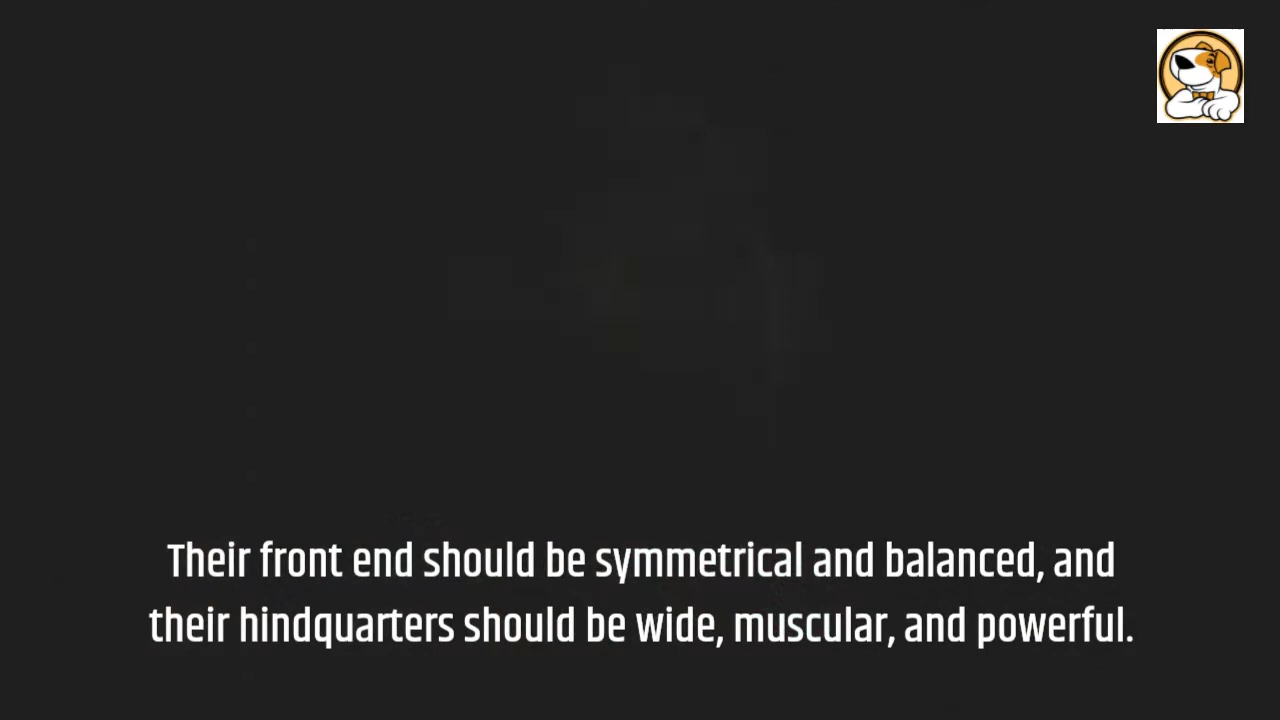 Their front end should be symmetrical and balanced, and
their hindquarters should be wide, muscular, and powerful.